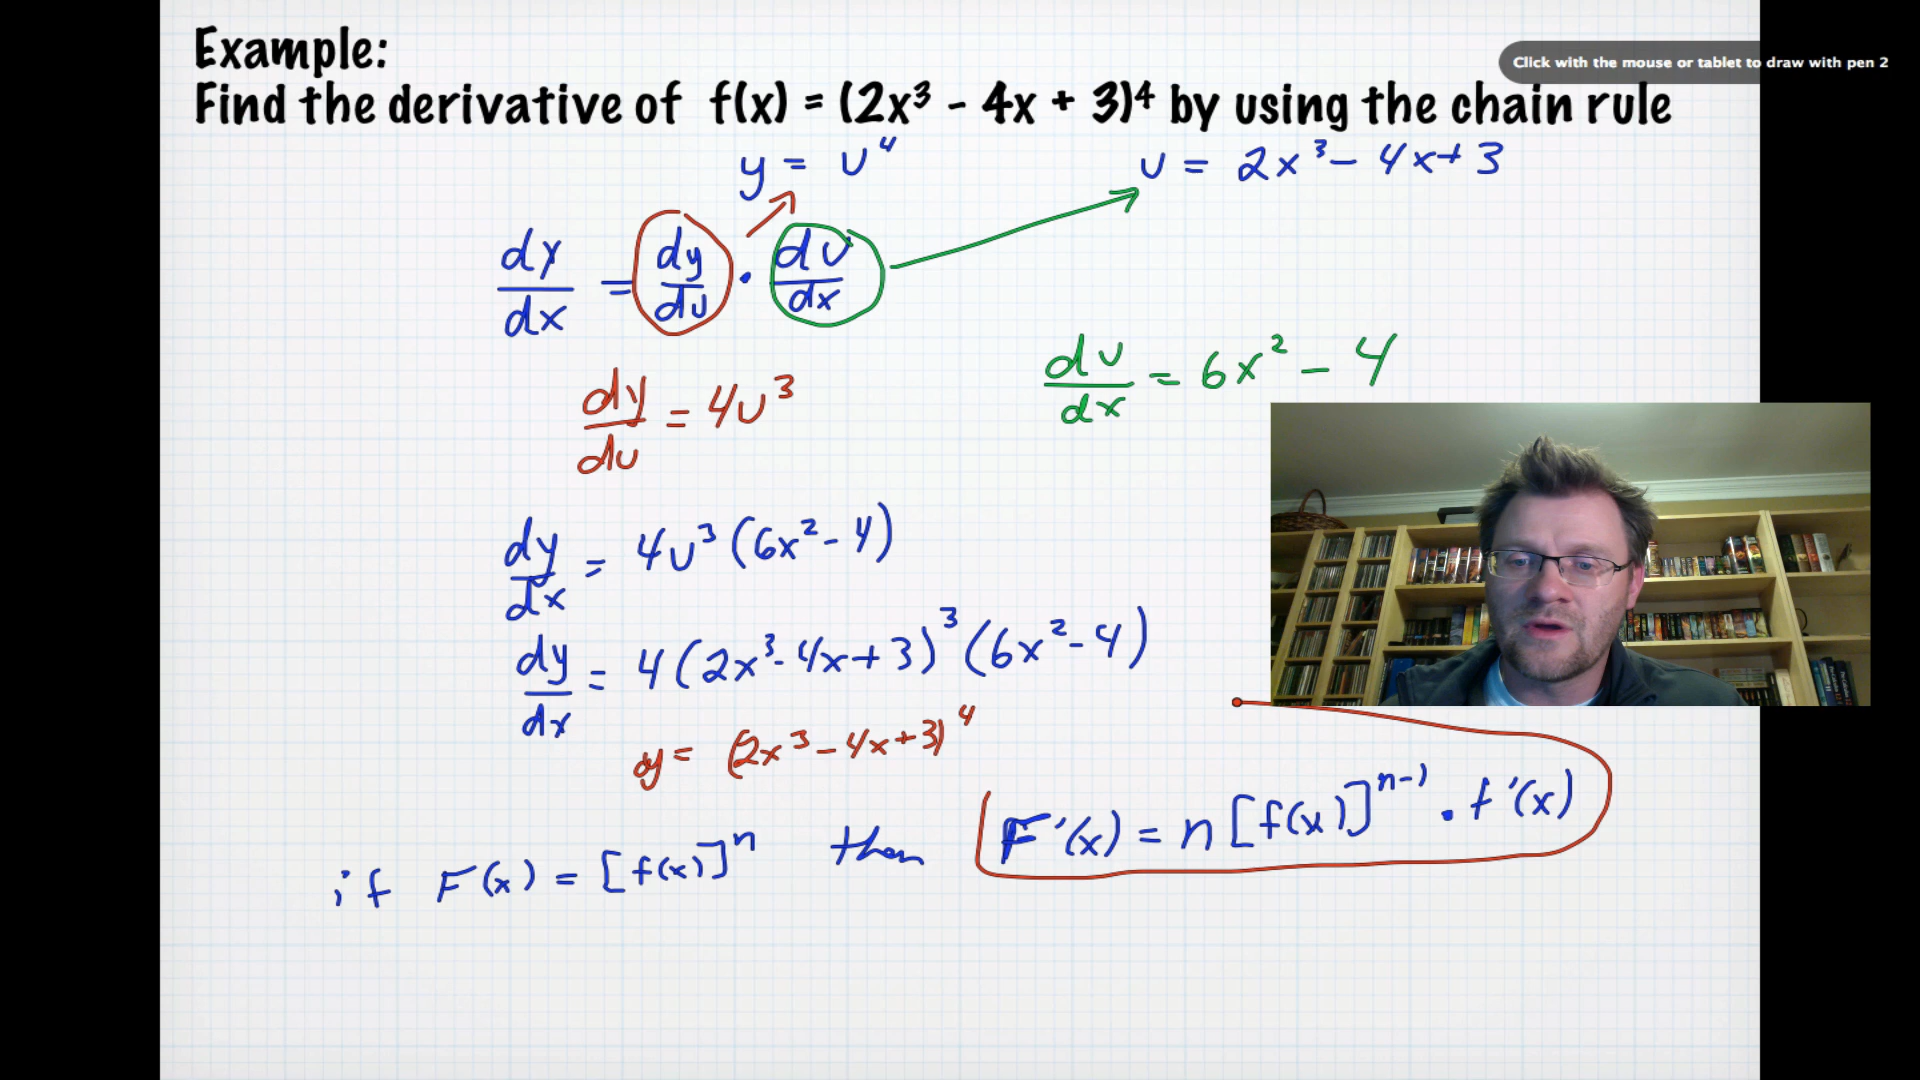 Example:
Click with the mouse or tablet to draw with pen 2
Find the derivative of f(x) = (2x³ - 4x + 3)⁴ by using the chain rule
y = u⁴
u = 2x³ - 4x + 3
dy/dx = dy/du · du/dx
du/dx = 6x² - 4
dy/du = 4u³
dy/dx = 4u³(6x² - 4)
dy/dx = 4(2x³ - 4x + 3)³(6x² - 4)
y = (2x³ - 4x + 3)⁴
if F(x) = [f(x)]ⁿ then F'(x) = n[f(x)]ⁿ⁻¹ · f'(x)